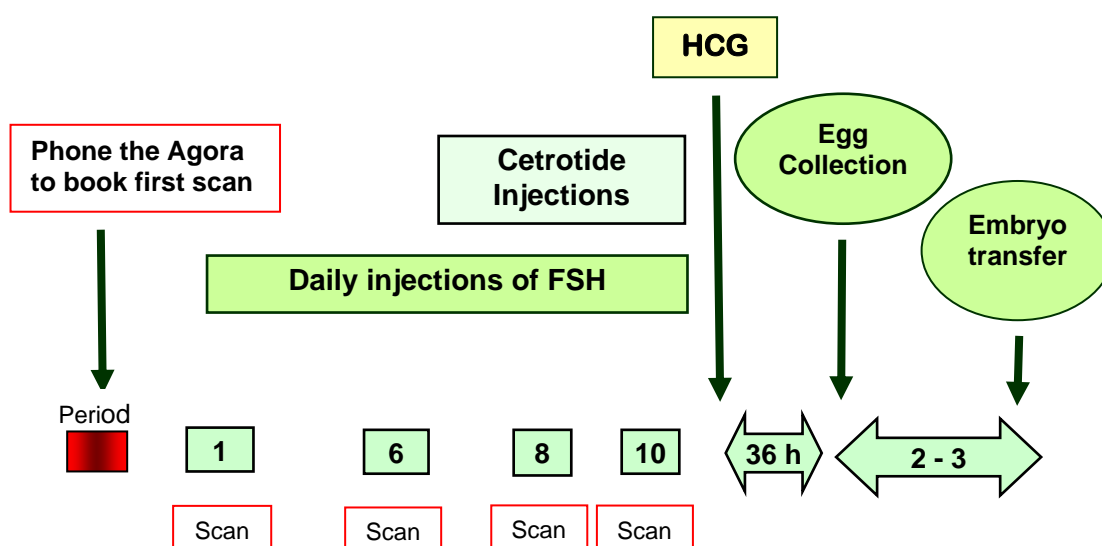 HCG
Phone the Agora
to book first scan
Cetrotide
Injections
Egg
Collection
Embryo
transfer
Daily injections of FSH
Period
1
6
8
10
36 h
2 - 3
Scan
Scan
Scan
Scan